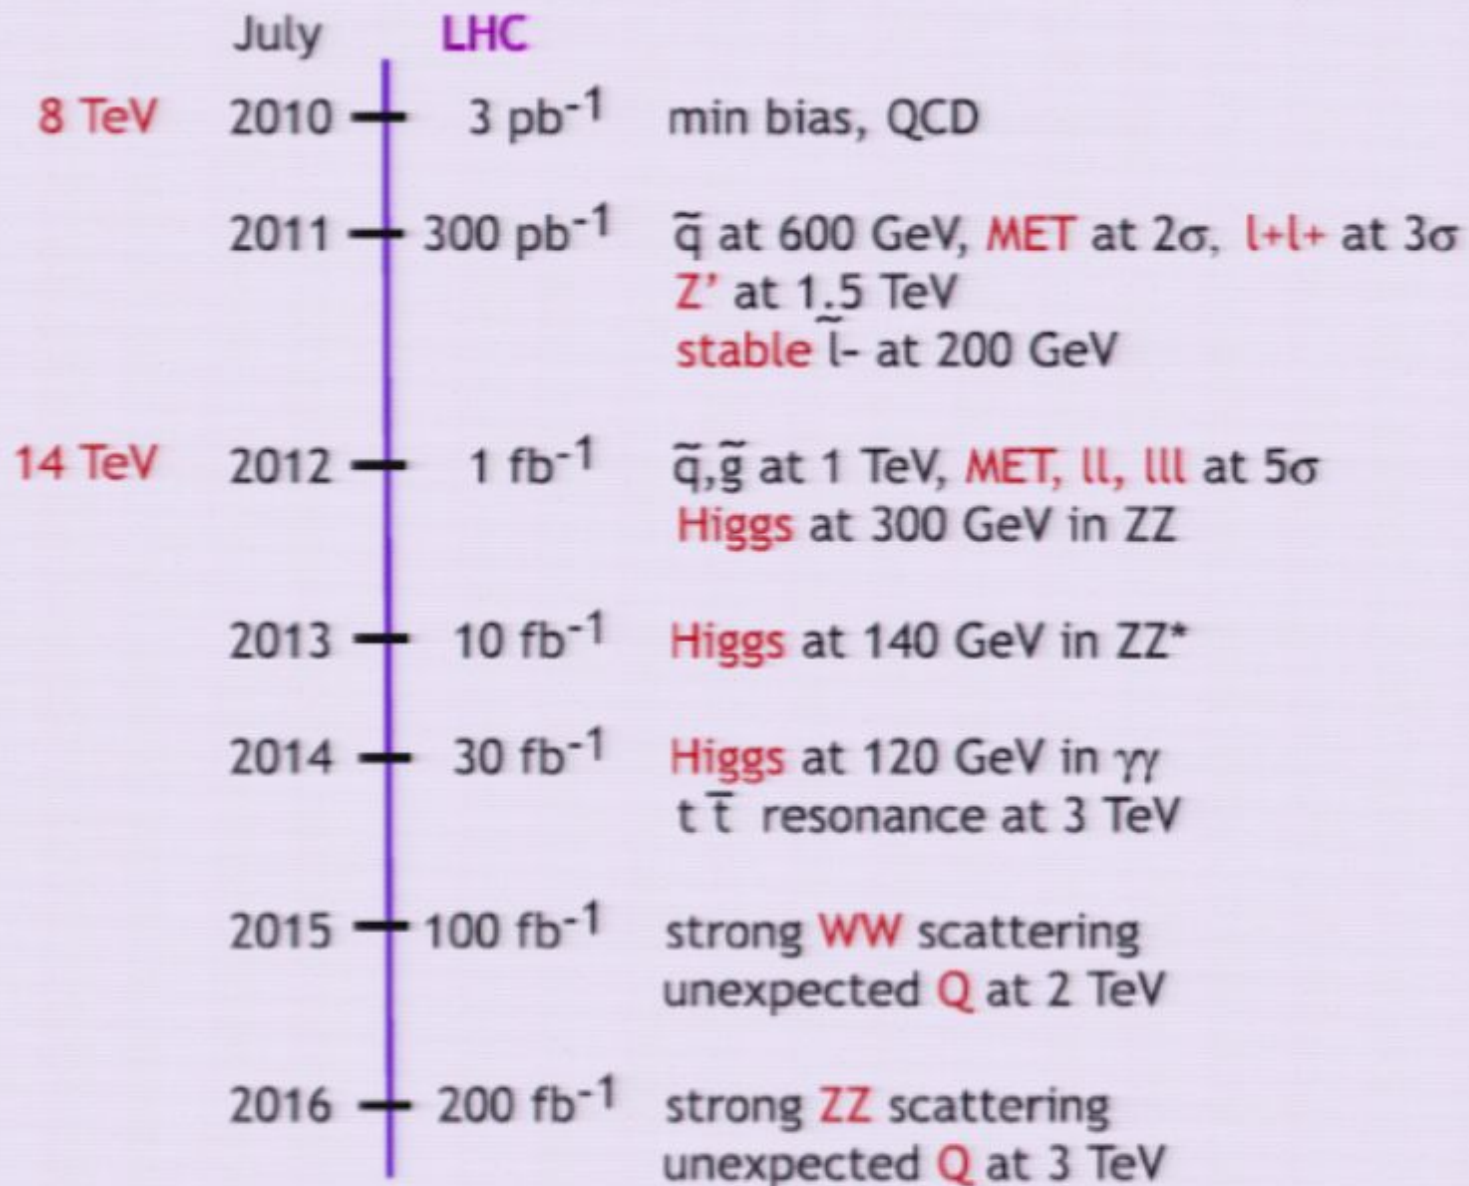 July LHC
8 TeV 2010 3 pb⁻¹ min bias, QCD
2011 300 pb⁻¹ q̃ at 600 GeV, MET at 2σ, l+l+ at 3σ
Z’ at 1.5 TeV
stable l̃- at 200 GeV
14 TeV 2012 1 fb⁻¹ q̃,g̃ at 1 TeV, MET, ll, lll at 5σ
Higgs at 300 GeV in ZZ
2013 10 fb⁻¹ Higgs at 140 GeV in ZZ*
2014 30 fb⁻¹ Higgs at 120 GeV in γγ
t t̄ resonance at 3 TeV
2015 100 fb⁻¹ strong WW scattering
unexpected Q at 2 TeV
2016 200 fb⁻¹ strong ZZ scattering
unexpected Q at 3 TeV